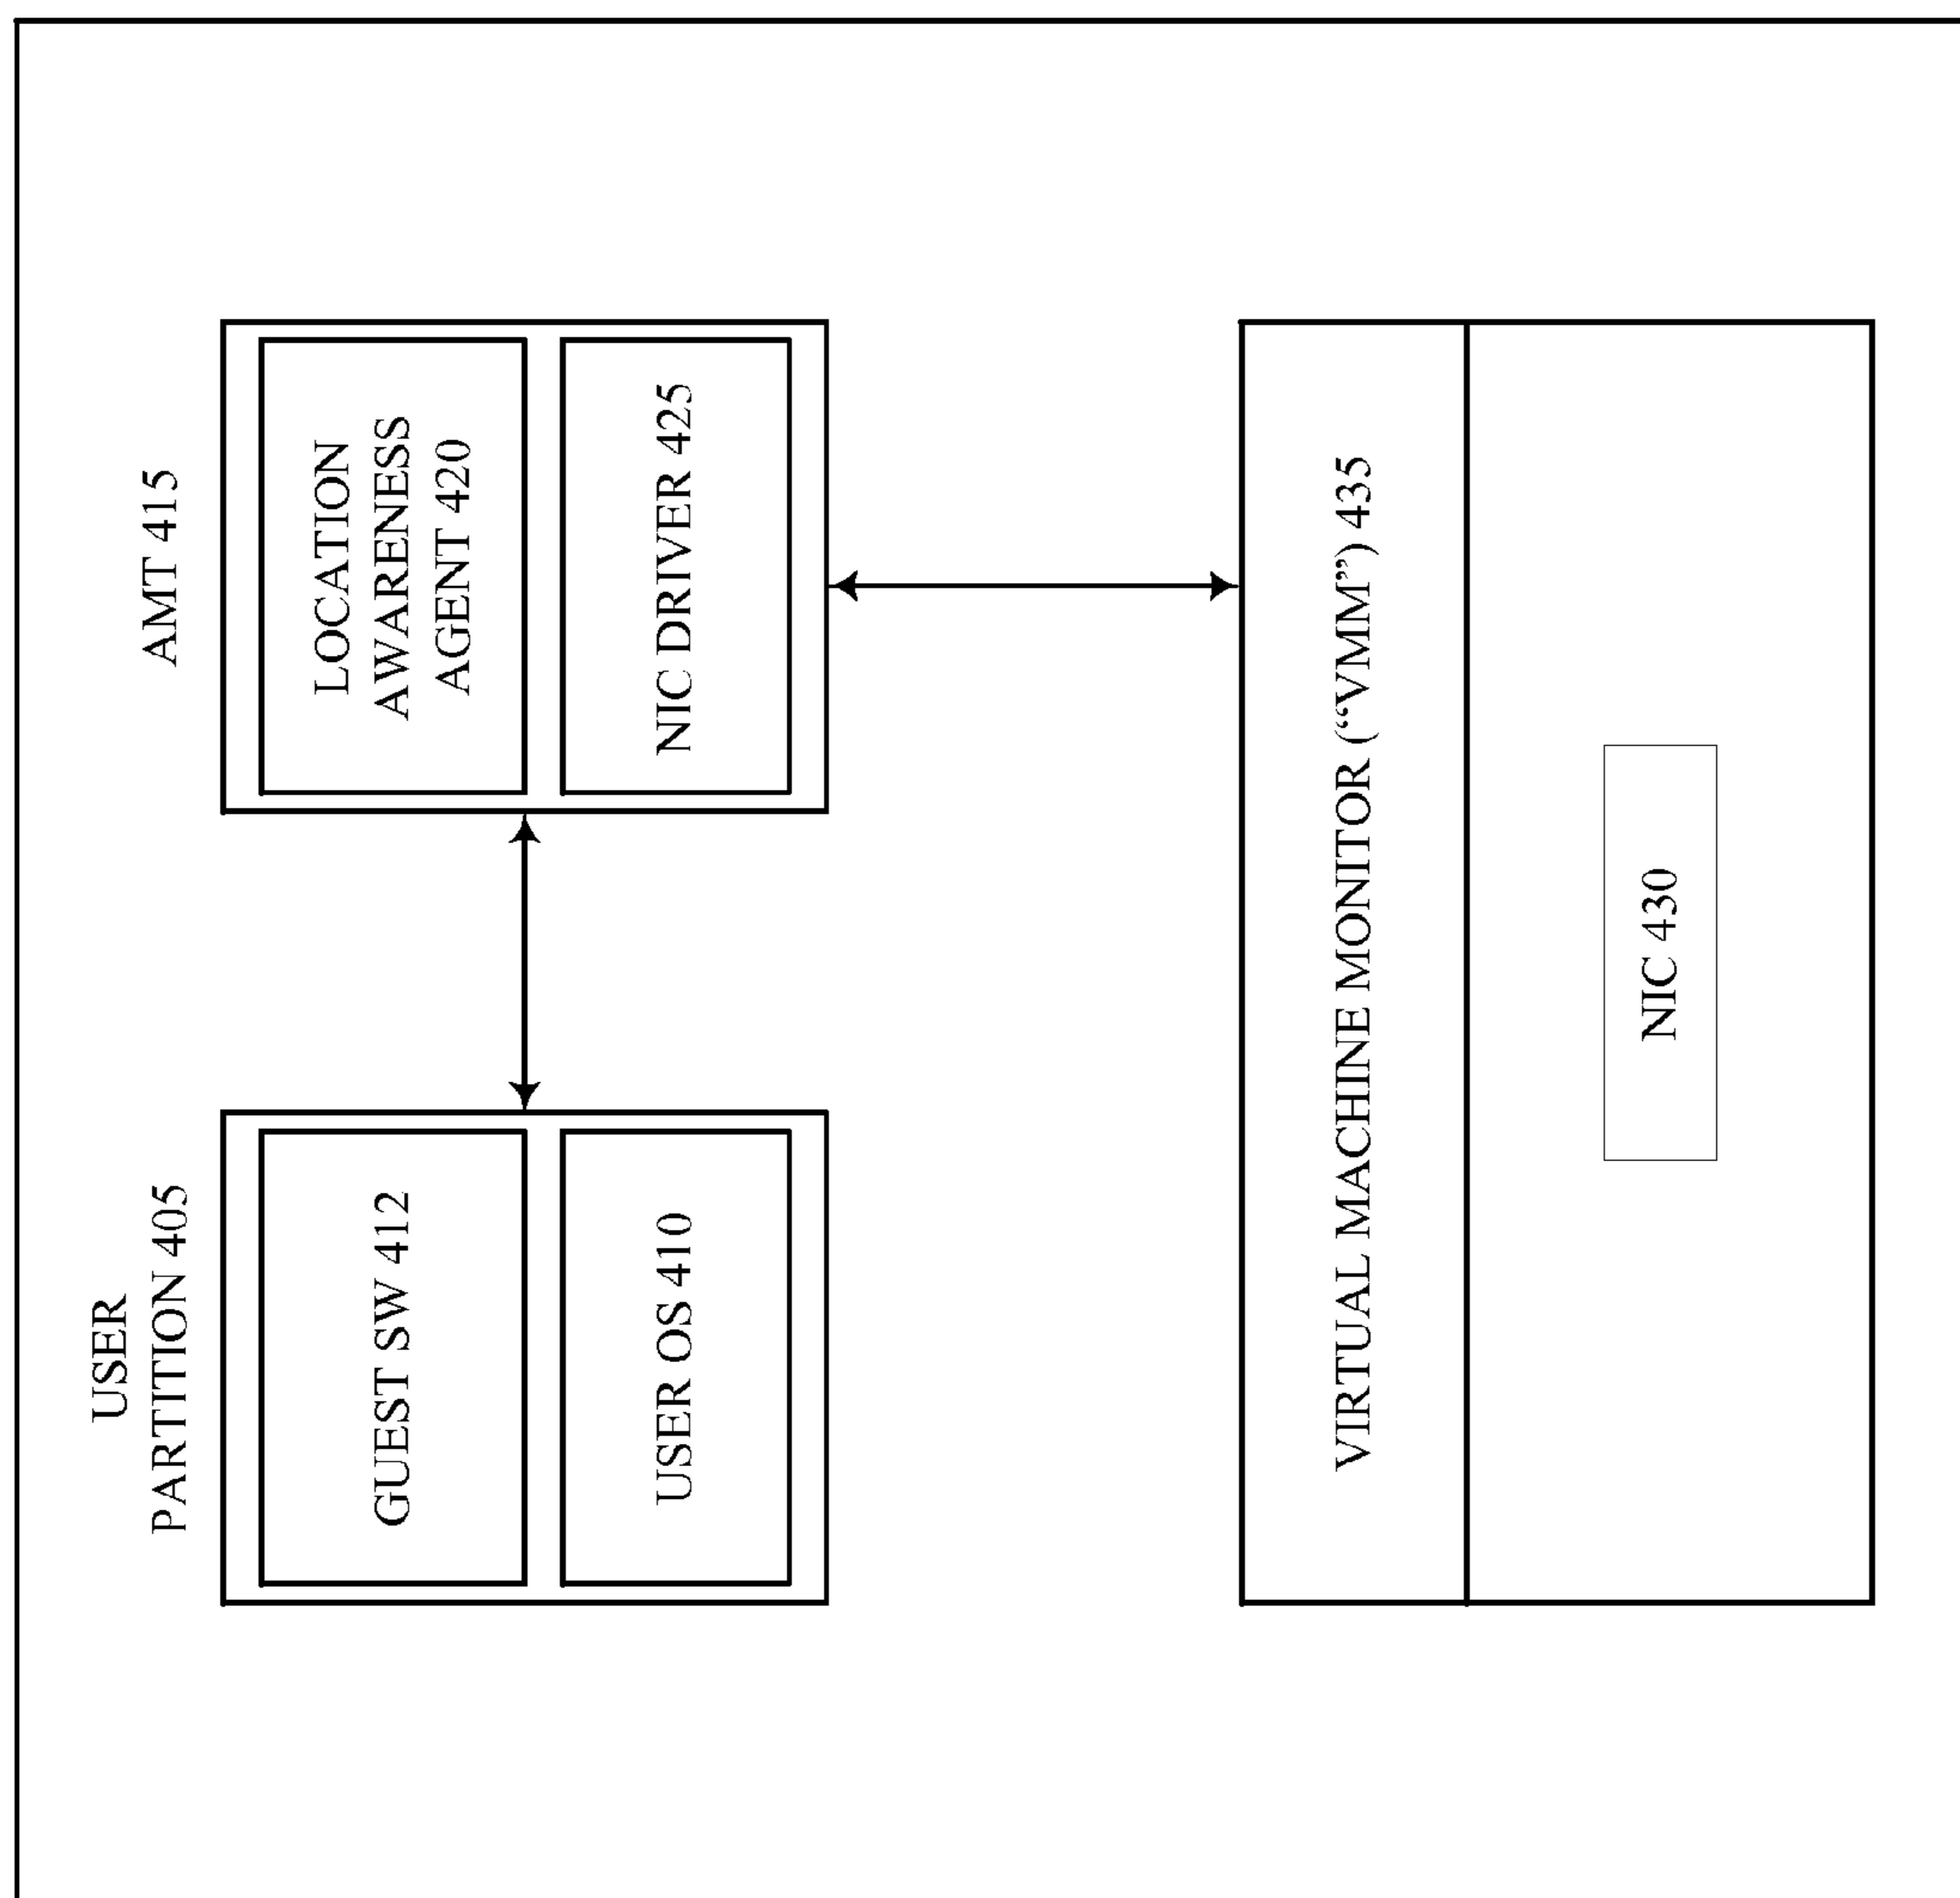 USER
PARTITION 405
GUEST SW 412
USER OS 410
AMT 415
LOCATION
AWARENESS
AGENT 420
NIC DRIVER 425
VIRTUAL MACHINE MONITOR (“VMM”) 435
NIC 430